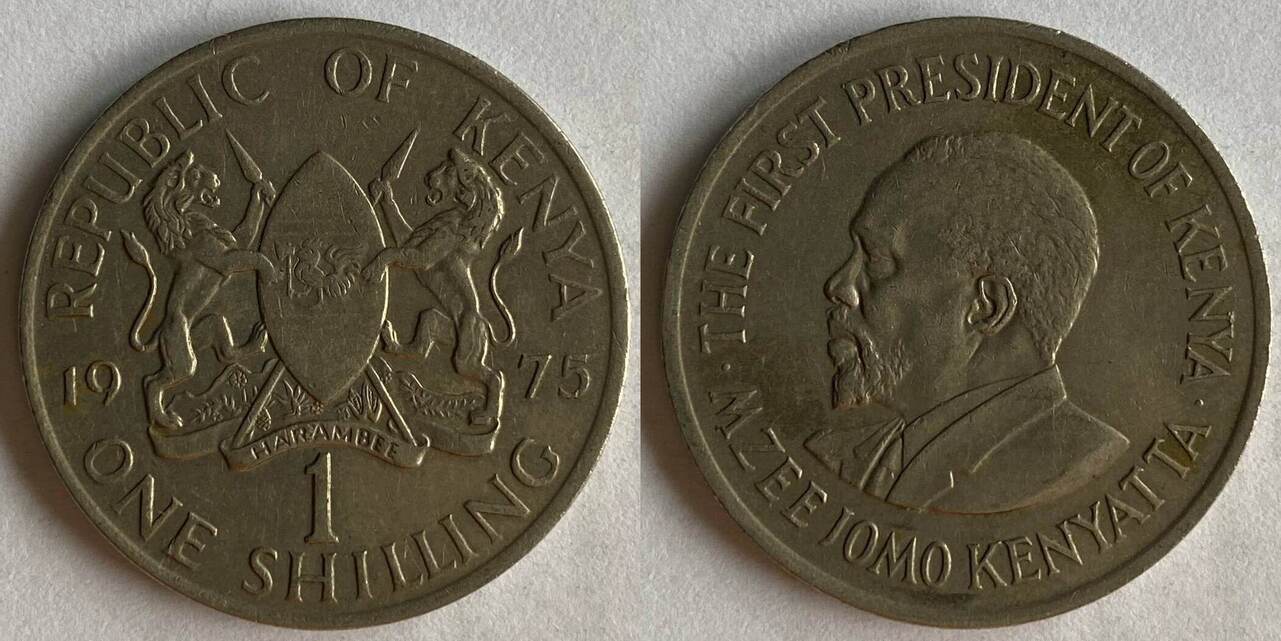 REPUBLIC OF KENYA
19 75
HARAMBEE
1
ONE SHILLING
· THE FIRST PRESIDENT OF KENYA ·
MZEE JOMO KENYATTA